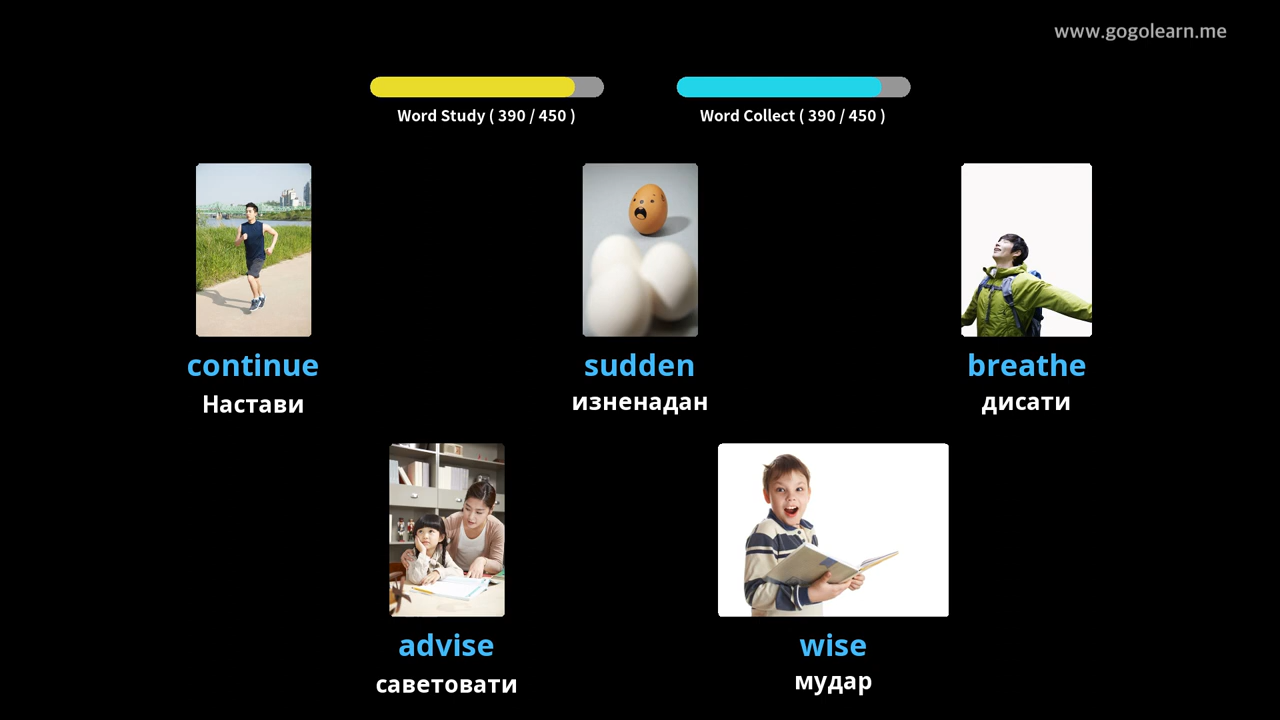 www.gogolearn.me
Word Study ( 390 / 450 )
Word Collect ( 390 / 450 )
continue
Настави
sudden
изненадан
breathe
дисати
advise
саветовати
wise
мудар